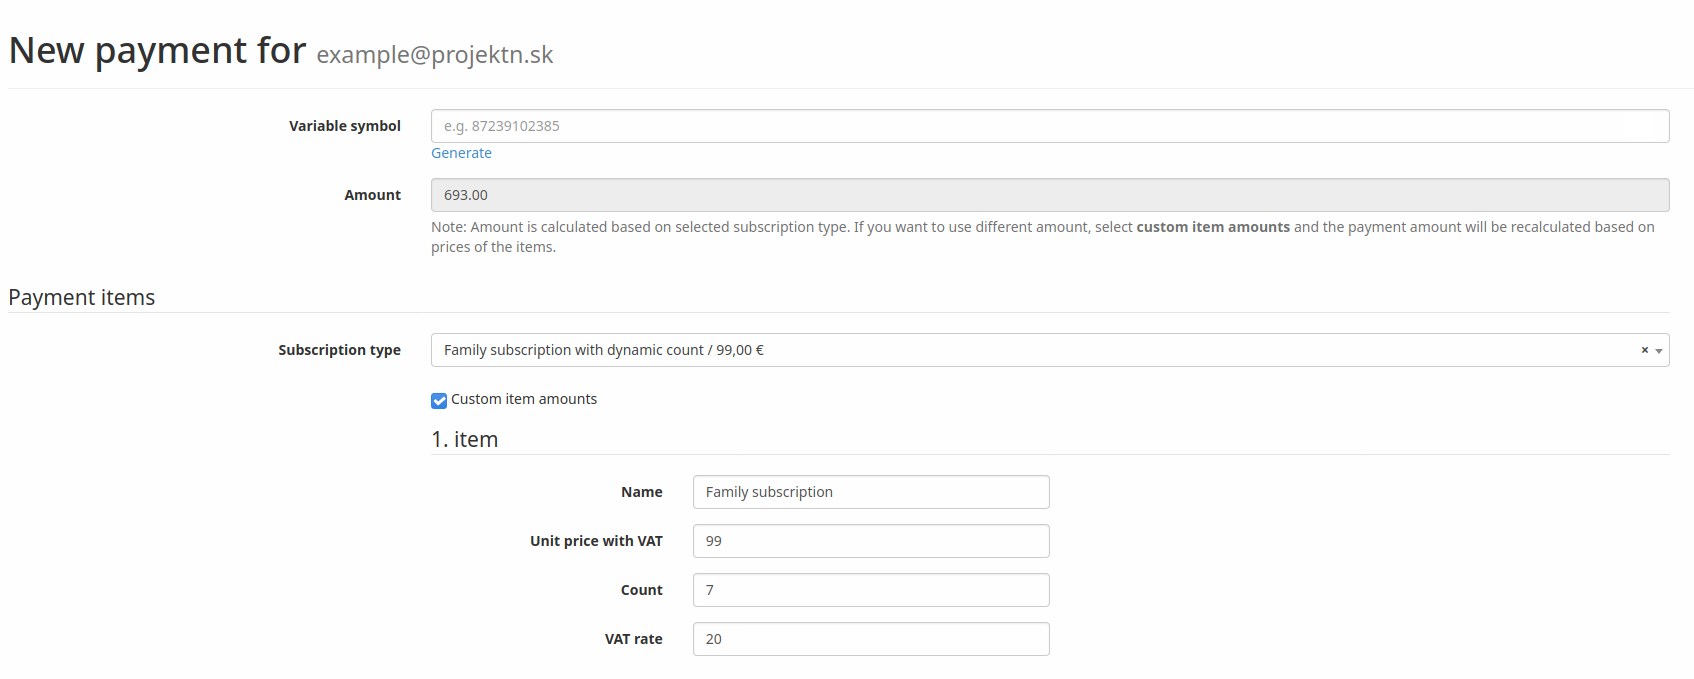 New payment for example@projektn.sk
Variable symbol
e.g. 87239102385
Generate
Amount
693.00
Note: Amount is calculated based on selected subscription type. If you want to use different amount, select custom item amounts and the payment amount will be recalculated based on
prices of the items.
Payment items
Subscription type
Family subscription with dynamic count / 99,00 €
×
Custom item amounts
1. item
Name
Family subscription
Unit price with VAT
99
Count
7
VAT rate
20